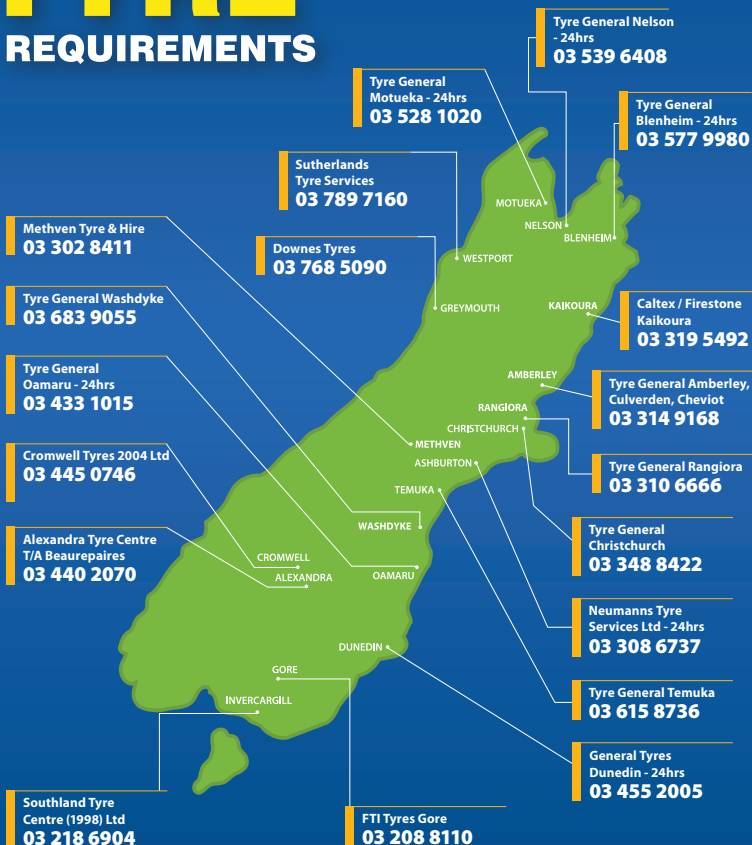 REQUIREMENTS
Tyre General Nelson
- 24hrs
03 539 6408
Tyre General
Motueka - 24hrs
03 528 1020
Tyre General
Blenheim - 24hrs
03 577 9980
Sutherlands
Tyre Services
03 789 7160
Methven Tyre & Hire
03 302 8411
Downes Tyres
03 768 5090
Tyre General Washdyke
03 683 9055
Tyre General
Oamaru - 24hrs
03 433 1015
Cromwell Tyres 2004 Ltd
03 445 0746
Alexandra Tyre Centre
T/A Beaurepaires
03 440 2070
MOTUEKA
NELSON
BLENHEIM
WESTPORT
GREYMOUTH
KAIKOURA
AMBERLEY
RANGIORA
CHRISTCHURCH
METHVEN
ASHBURTON
TEMUKA
WASHDYKE
CROMWELL
ALEXANDRA
OAMARU
DUNEDIN
GORE
INVERCARGILL
Caltex / Firestone
Kaikoura
03 319 5492
Tyre General Amberley,
Culverden, Cheviot
03 314 9168
Tyre General Rangiora
03 310 6666
Tyre General
Christchurch
03 348 8422
Neumanns Tyre
Services Ltd - 24hrs
03 308 6737
Tyre General Temuka
03 615 8736
General Tyres
Dunedin - 24hrs
03 455 2005
Southland Tyre
Centre (1998) Ltd
03 218 6904
FTI Tyres Gore
03 208 8110